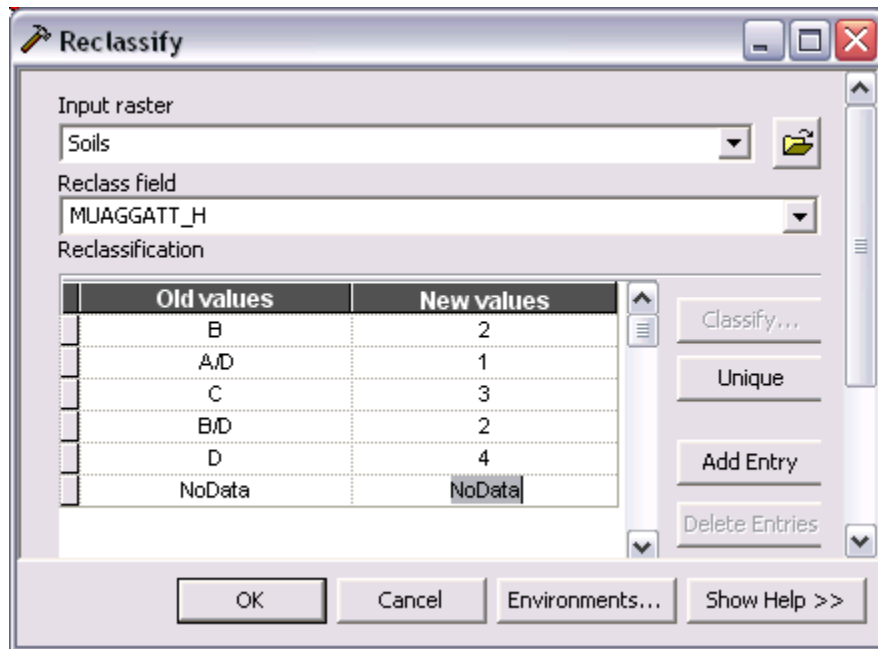 Reclassify
Input raster
Soils
Reclass field
MUAGGATT_H
Reclassification
Old values New values
B 2
A/D 1
C 3
B/D 2
D 4
NoData NoData
Classify...
Unique
Add Entry
Delete Entries
OK Cancel Environments... Show Help >>